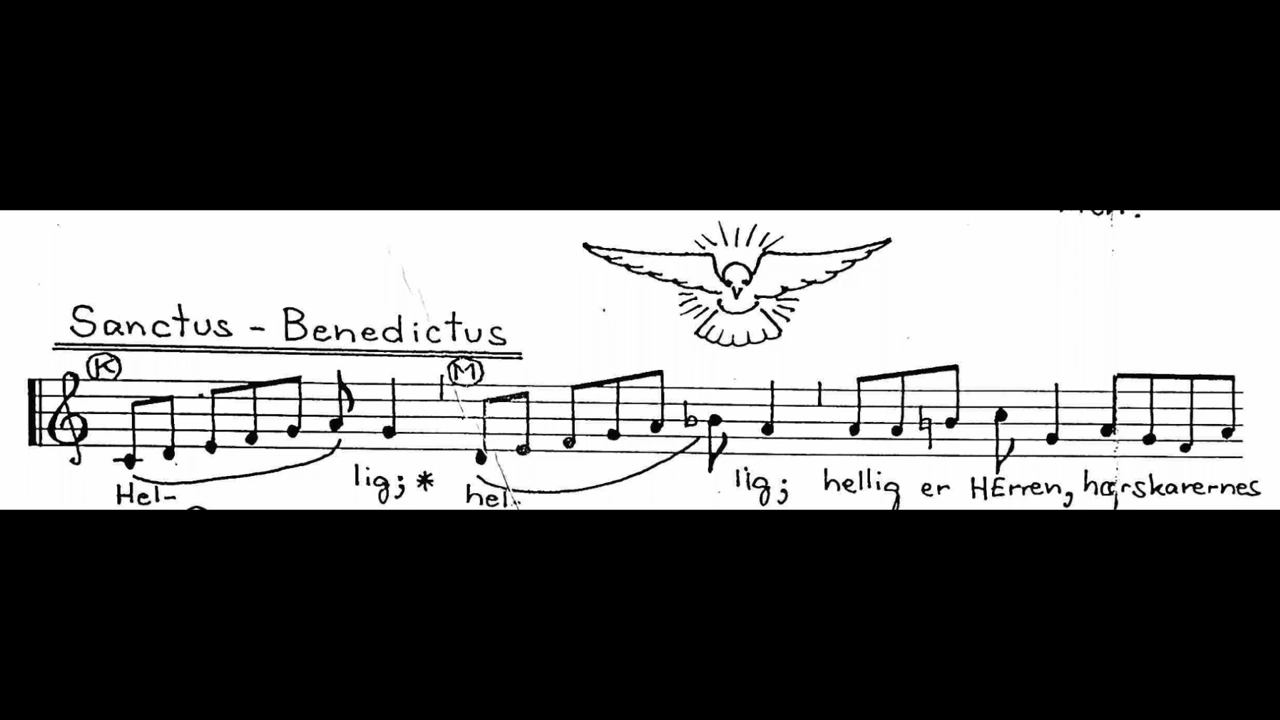 Sanctus - Benedictus
K M
Hel- lig; * hel- lig; hellig er HErren, hærskarernes